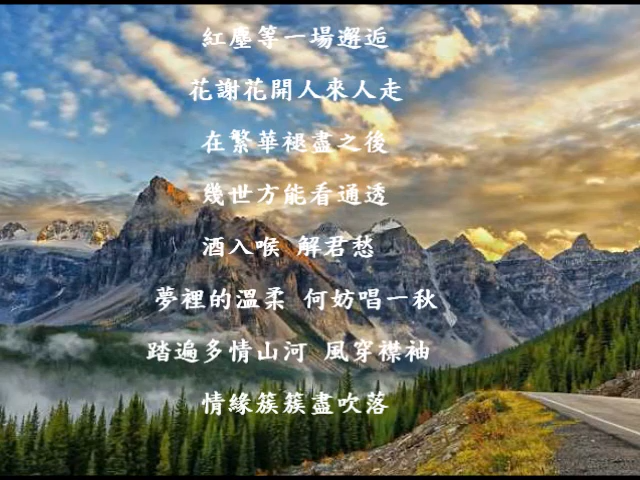 紅塵等一場邂逅
花謝花開人來人走
在繁華褪盡之後
幾世方能看通透
酒入喉 解君愁
夢裡的溫柔 何妨唱一秋
踏遍多情山河 風穿襟袖
情緣簇簇盡吹落